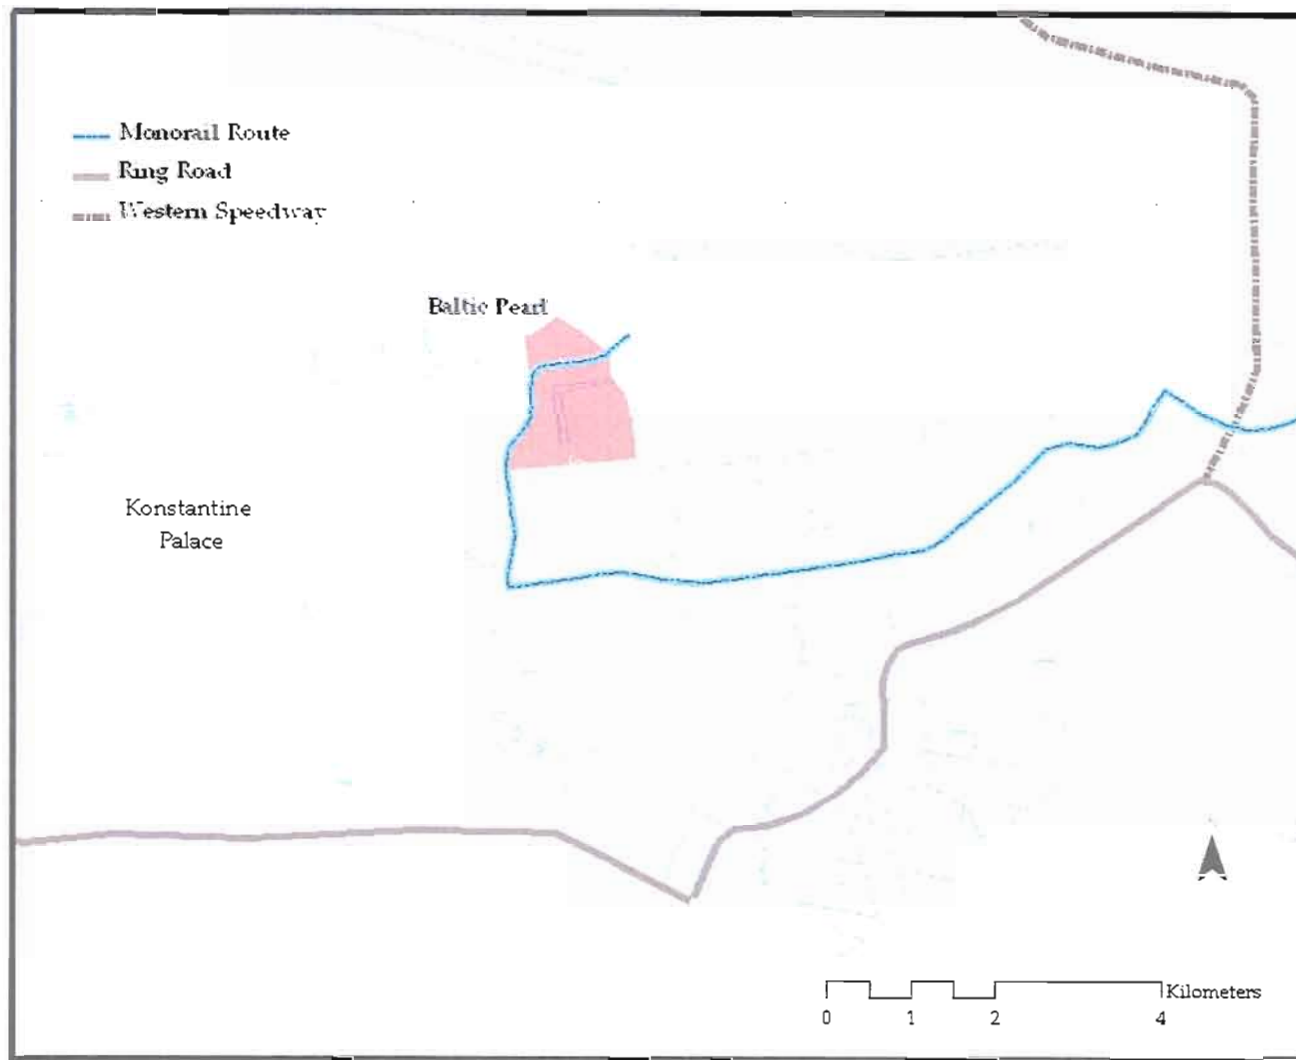 Monorail Route
Ring Road
Western Speedway
Baltic Pearl
Konstantine
Palace
Kilometers
0 1 2 4